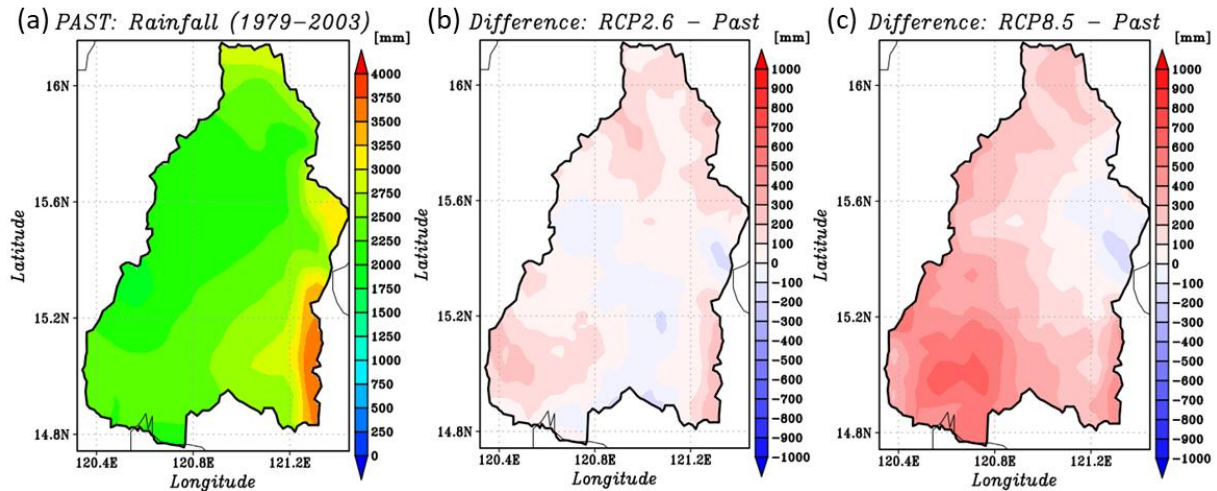 (a) PAST: Rainfall (1979−2003)
[mm]
4000
3750
3500
3250
3000
2750
2500
2250
2000
1750
1500
1250
1000
750
500
250
0
16N
15.6N
15.2N
14.8N
Latitude
120.4E 120.8E 121.2E
Longitude
(b) Difference: RCP2.6 − Past
[mm]
1000
900
800
700
600
500
400
300
200
100
0
−100
−200
−300
−400
−500
−600
−700
−800
−900
−1000
16N
15.6N
15.2N
14.8N
Latitude
120.4E 120.8E 121.2E
Longitude
(c) Difference: RCP8.5 − Past
[mm]
1000
900
800
700
600
500
400
300
200
100
0
−100
−200
−300
−400
−500
−600
−700
−800
−900
−1000
16N
15.6N
15.2N
14.8N
Latitude
120.4E 120.8E 121.2E
Longitude